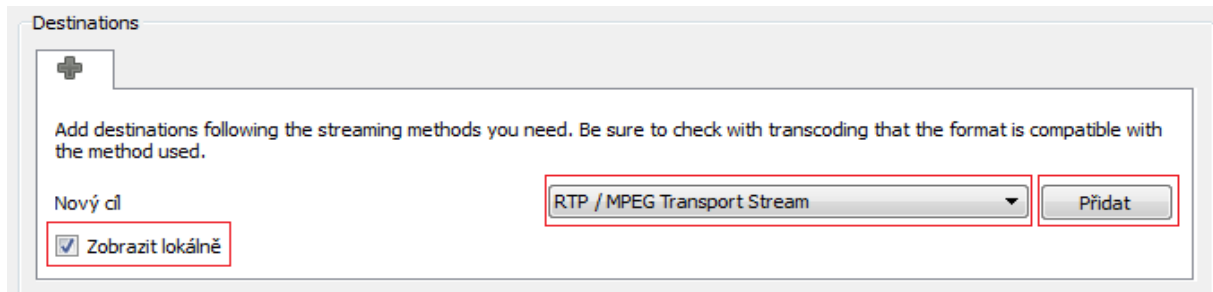 Destinations
Add destinations following the streaming methods you need. Be sure to check with transcoding that the format is compatible with
the method used.
Nový cíl
RTP / MPEG Transport Stream
Přidat
Zobrazit lokálně